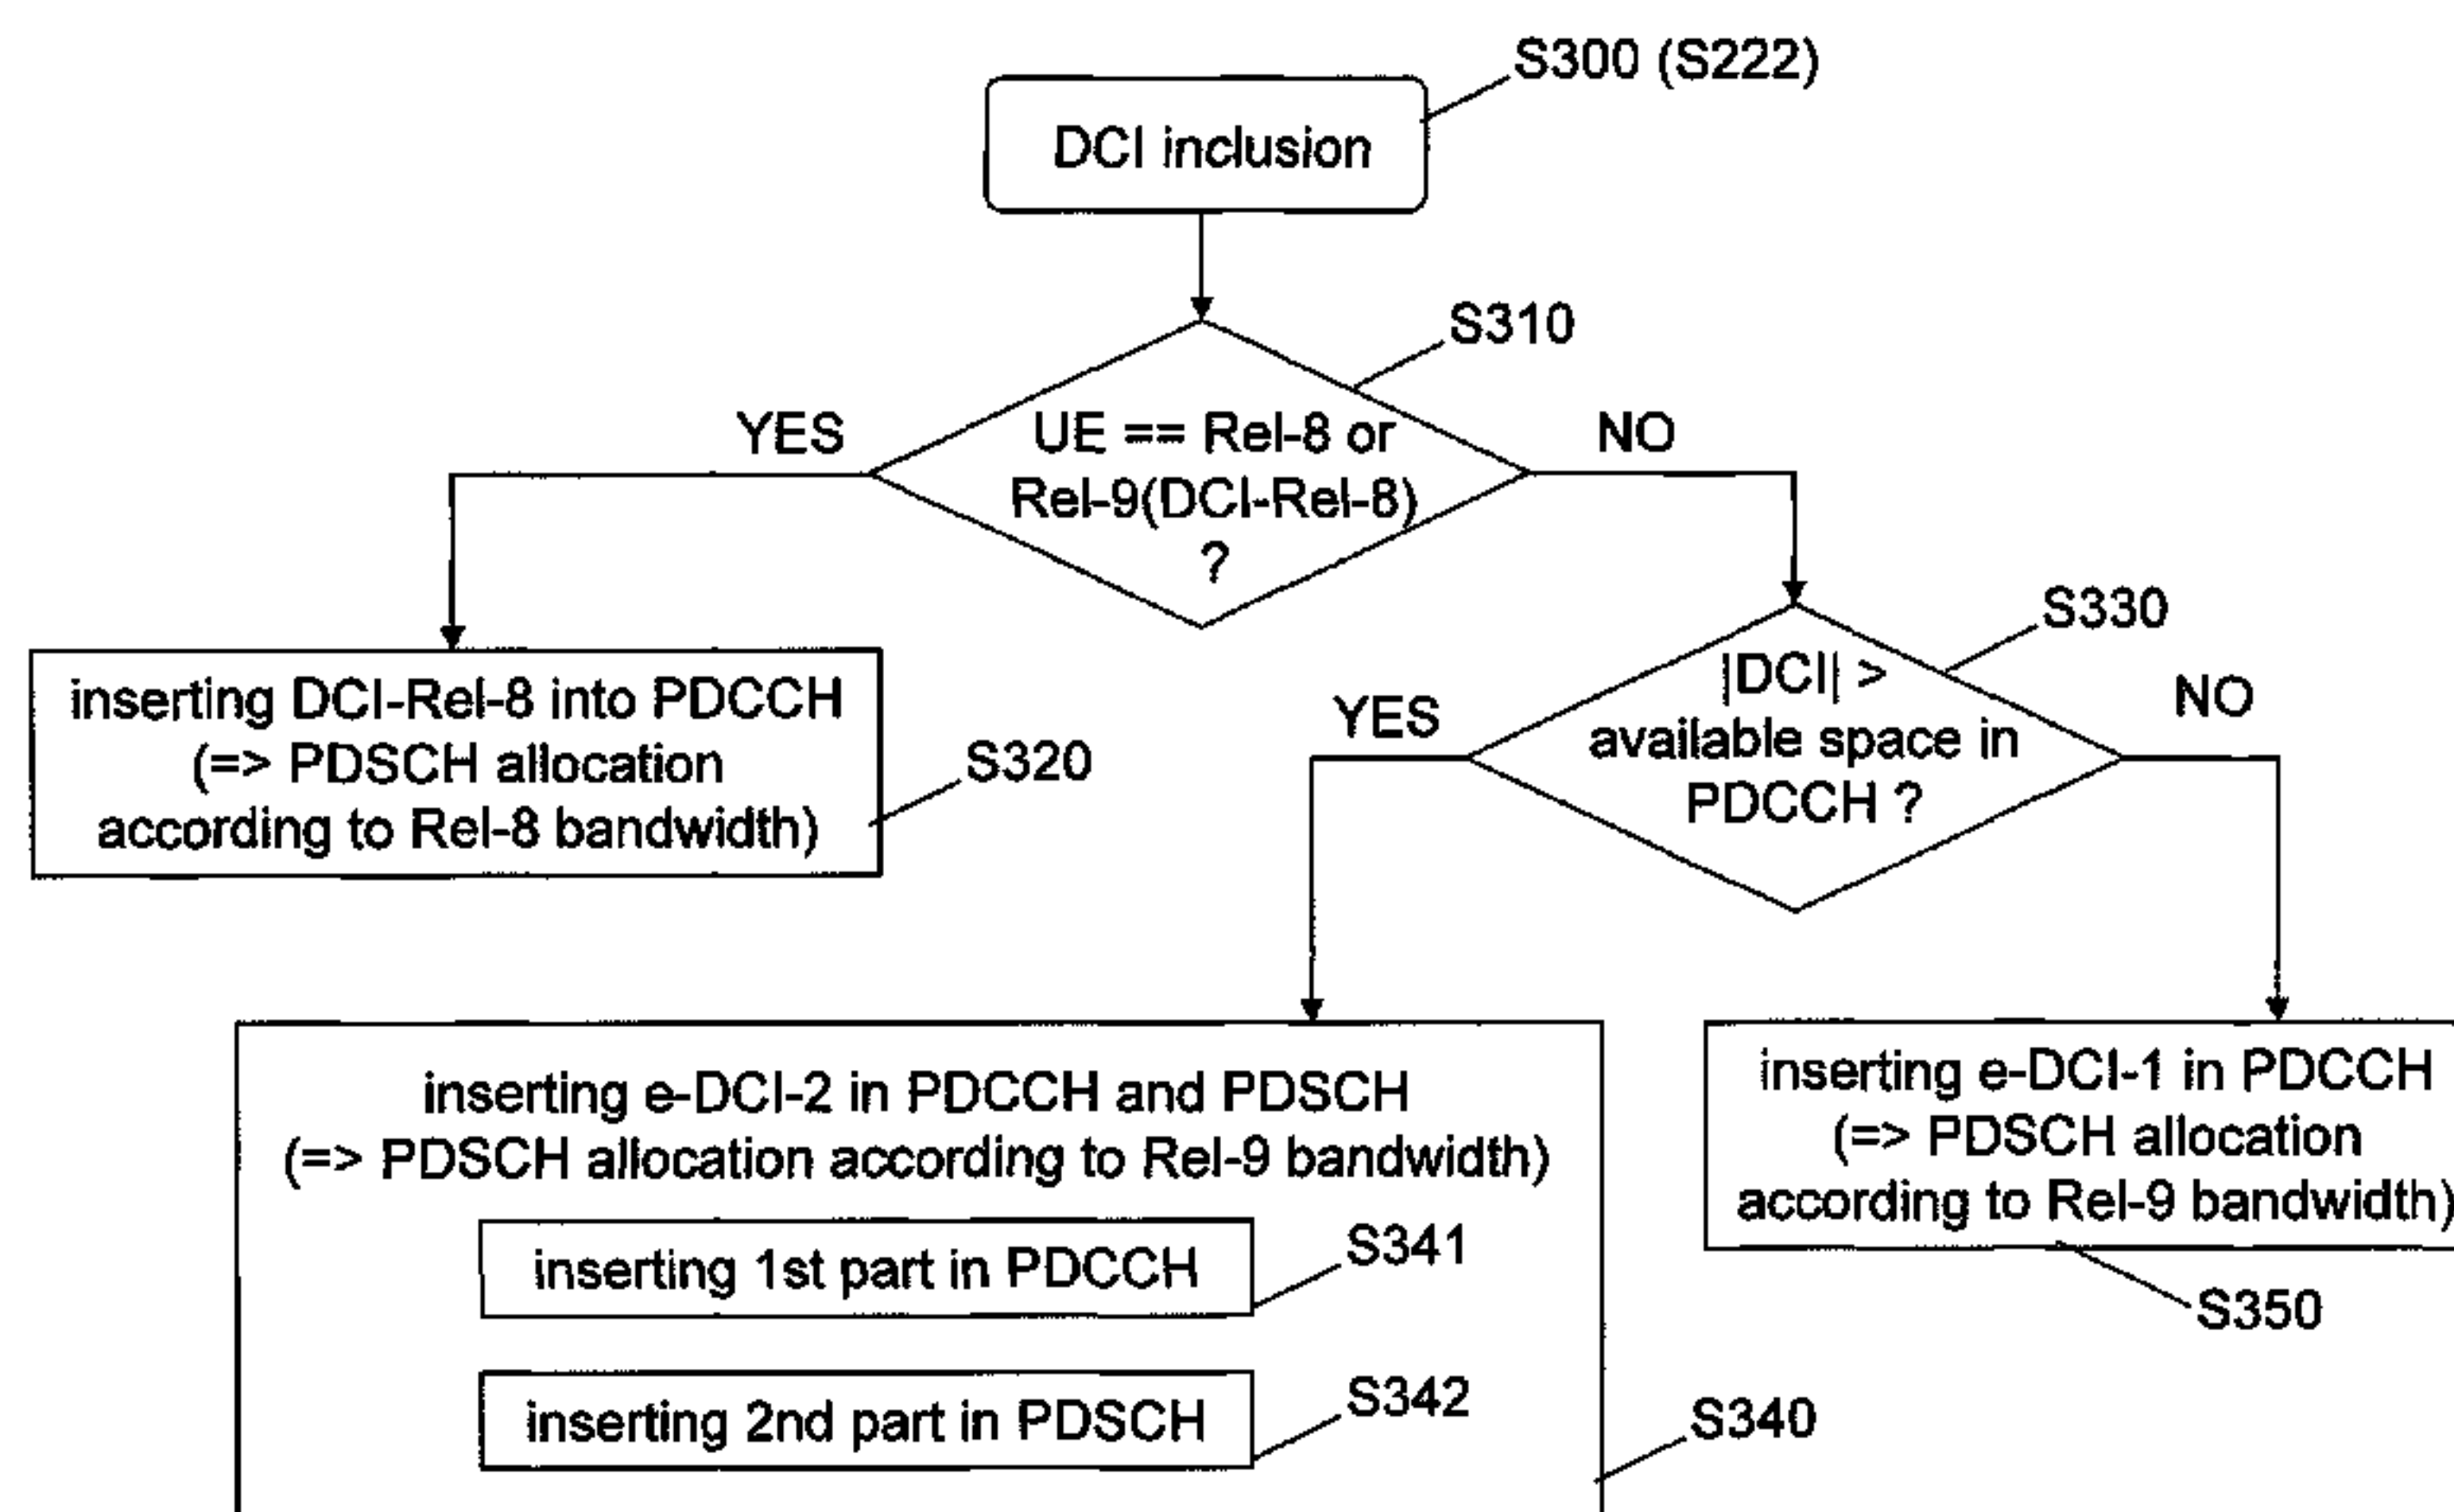 S300 (S222)
DCI inclusion
S310
YES
UE == Rel-8 or
NO
Rel-9(DCI-Rel-8)
?
S330
inserting DCI-Rel-8 into PDCCH
(=> PDSCH allocation
according to Rel-8 bandwidth)
S320
YES
|DCI| >
available space in
PDCCH ?
NO
inserting e-DCI-2 in PDCCH and PDSCH
(=> PDSCH allocation according to Rel-9 bandwidth)
inserting 1st part in PDCCH
S341
inserting 2nd part in PDSCH
S342
S340
inserting e-DCI-1 in PDCCH
(=> PDSCH allocation
according to Rel-9 bandwidth)
S350